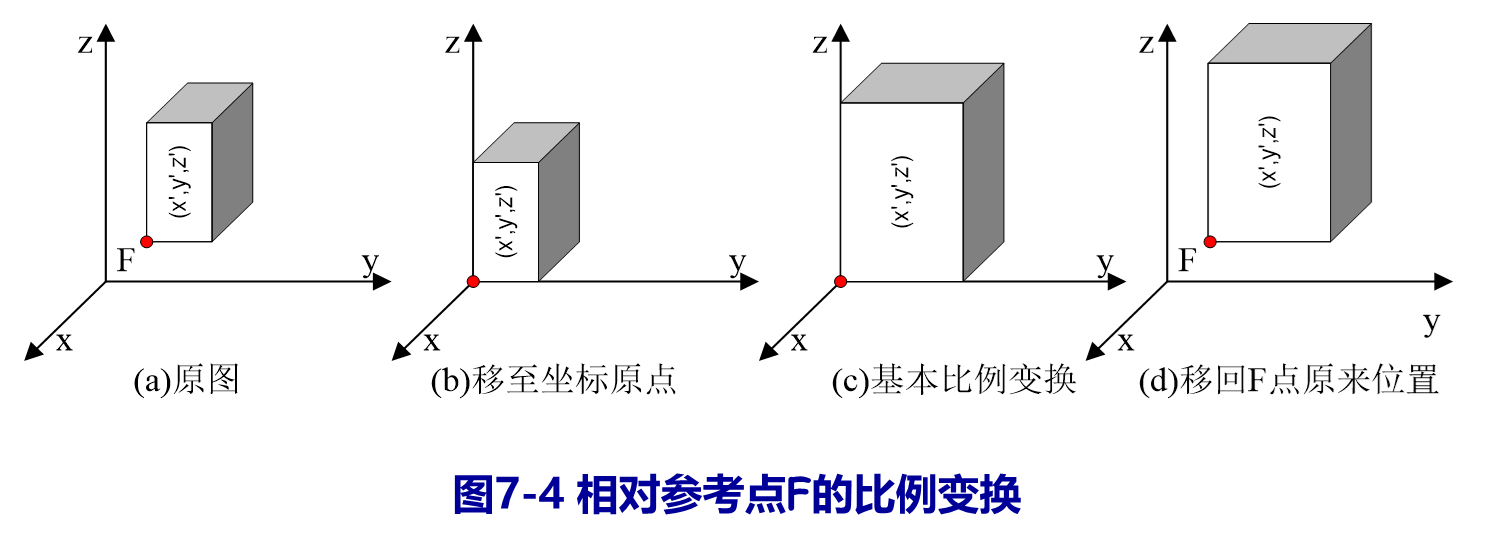 z
(x',y',z')
F
y
x
(a)原图
z
(x',y',z')
y
x
(b)移至坐标原点
z
(x',y',z')
y
x
(c)基本比例变换
z
(x',y',z')
F
y
x
(d)移回F点原来位置
图7-4 相对参考点F的比例变换